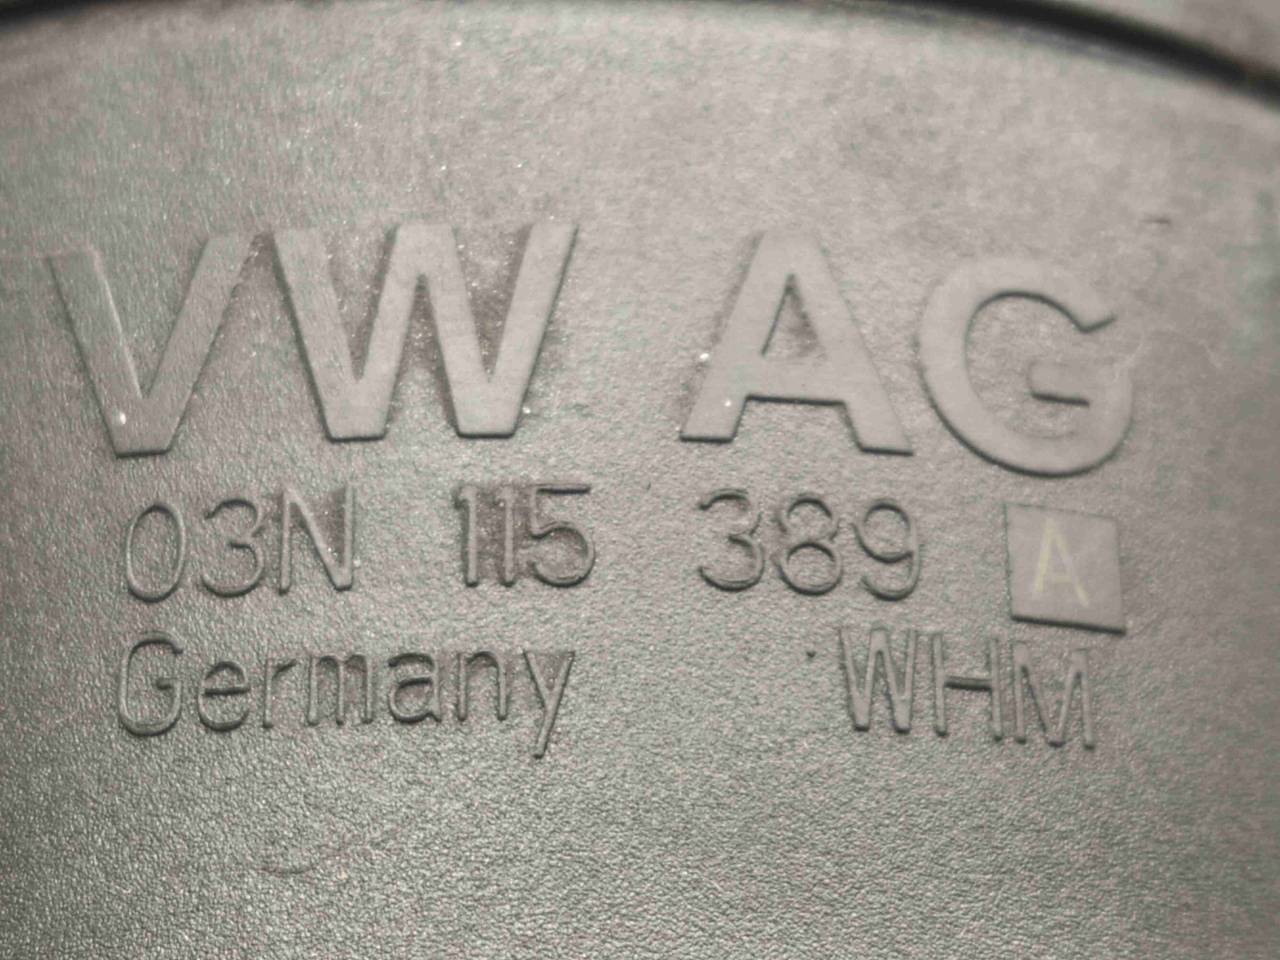 VW AG
03N 115 389 A
Germany WHM